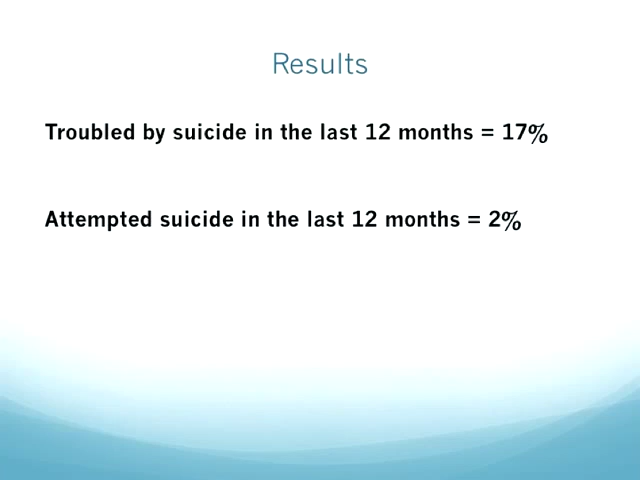 Results
Troubled by suicide in the last 12 months = 17%
Attempted suicide in the last 12 months = 2%